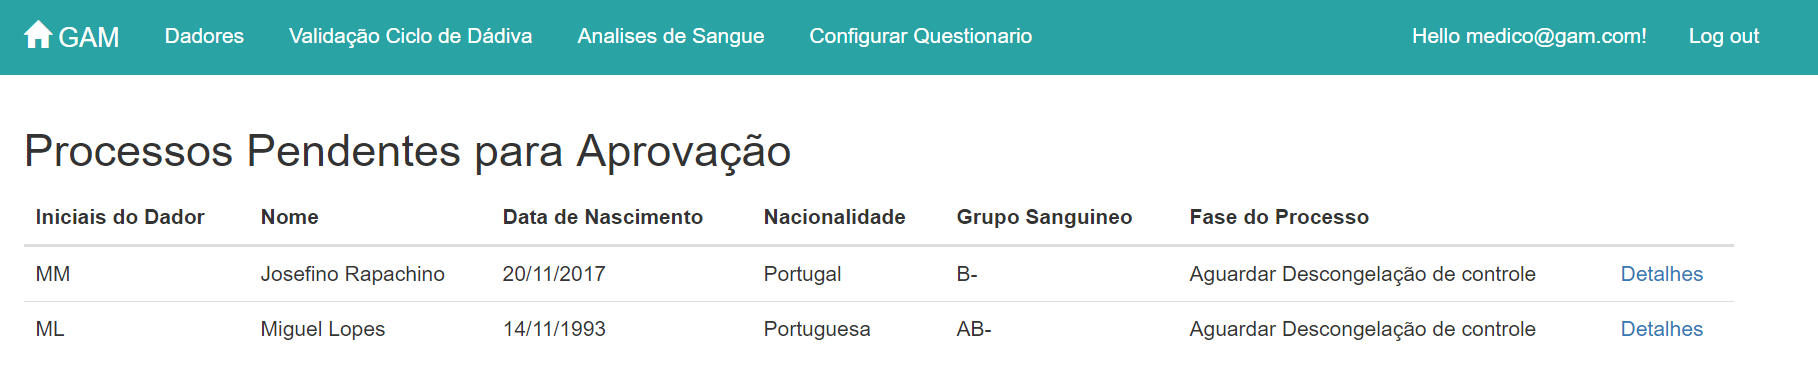 GAM Dadores Validação Ciclo de Dádiva Analises de Sangue Configurar Questionario Hello medico@gam.com! Log out
Processos Pendentes para Aprovação
Iniciais do Dador Nome Data de Nascimento Nacionalidade Grupo Sanguineo Fase do Processo
MM Josefino Rapachino 20/11/2017 Portugal B- Aguardar Descongelação de controle Detalhes
ML Miguel Lopes 14/11/1993 Portuguesa AB- Aguardar Descongelação de controle Detalhes